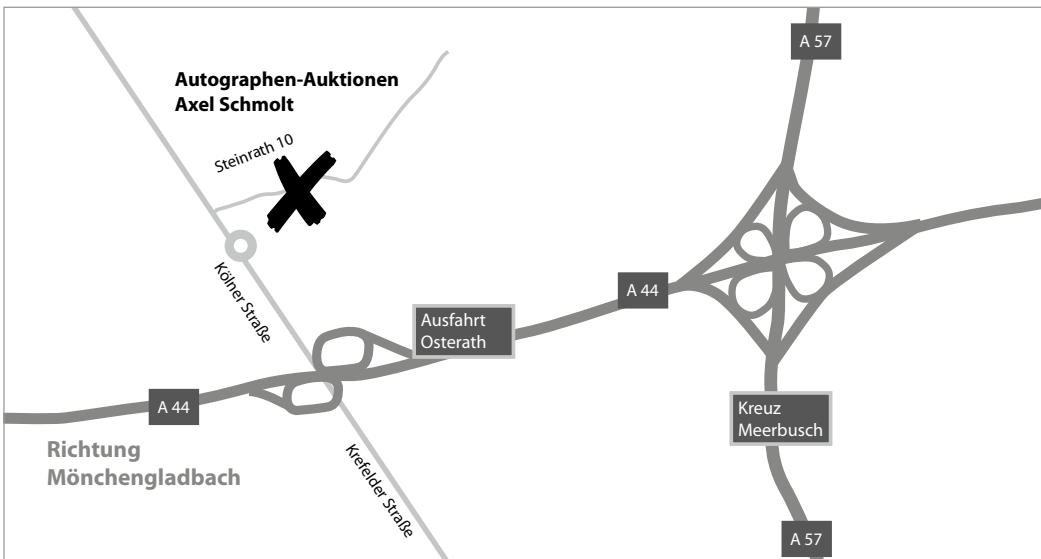 A 57
Autographen-Auktionen
Axel Schmolt
Steinrath 10
Kölner Straße
A 44
Ausfahrt
Osterath
A 44
Kreuz
Meerbusch
Richtung
Mönchengladbach
Krefelder Straße
A 57